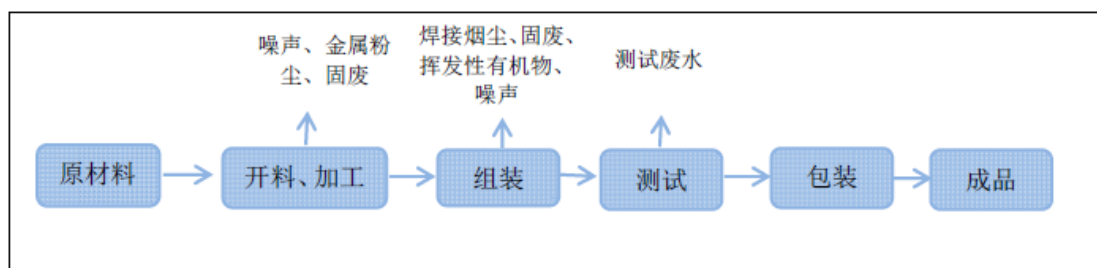 噪声、金属粉
尘、固废
焊接烟尘、固废、
挥发性有机物、
噪声
测试废水
原材料
开料、加工
组装
测试
包装
成品